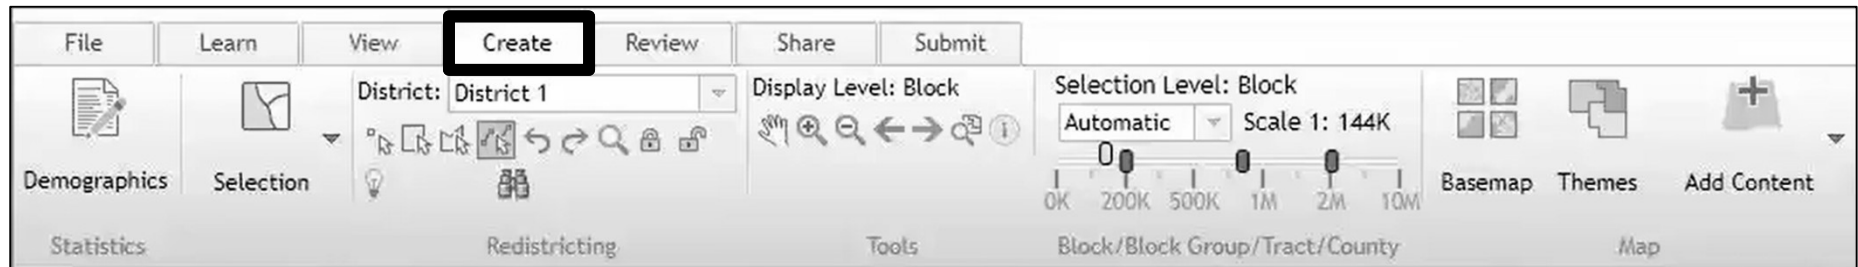 File Learn View Create Review Share Submit
District: District 1
Display Level: Block
Selection Level: Block
Automatic Scale 1: 144K
Demographics Selection
0K 200K 500K 1M 2M 10M
Basemap Themes Add Content
Statistics Redistricting Tools Block/Block Group/Tract/County Map